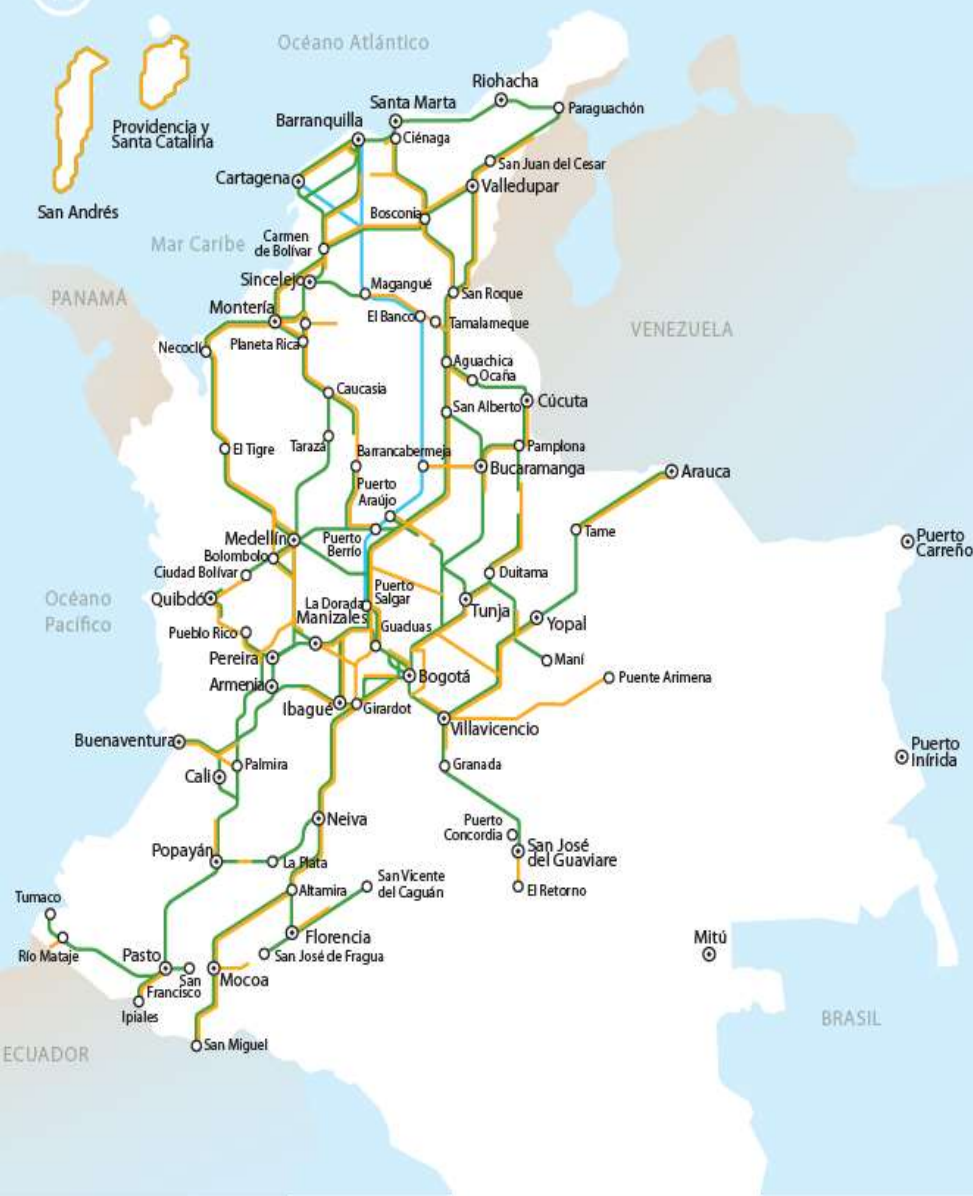 Océano Atlántico
Riohacha
Santa Marta
Paraguachón
Barranquilla
Ciénaga
Providencia y
Santa Catalina
San Juan del Cesar
Cartagena
Valledupar
San Andrés
Bosconia
Mar Caribe
Carmen
de Bolívar
Sincelejo
Magangué
San Roque
PANAMÁ
Montería
El Banco
Tamalameque
VENEZUELA
Necoclí
Planeta Rica
Aguachica
Ocaña
Caucasia
Cúcuta
San Alberto
Tarazá
Pamplona
El Tigre
Barrancabermeja
Bucaramanga
Arauca
Puerto
Araújo
Tame
Medellín
Puerto
Berrío
Puerto
Carreño
Bolombolo
Ciudad Bolívar
Duitama
Océano
Pacífico
Quibdó
Puerto
Salgar
La Dorada
Manizales
Tunja
Yopal
Guaduas
Pueblo Rico
Pereira
Maní
Armenia
Bogotá
Puente Arimena
Ibagué
Girardot
Villavicencio
Buenaventura
Puerto
Inírida
Cali
Palmira
Granada
Neiva
Puerto
Concordia
Popayán
La Plata
San José
del Guaviare
San Vicente
del Caguán
Altamira
El Retorno
Tumaco
Florencia
Mitú
Río Mataje
Pasto
San José de Fragua
San
Francisco
Mocoa
Ipiales
BRASIL
San Miguel
ECUADOR